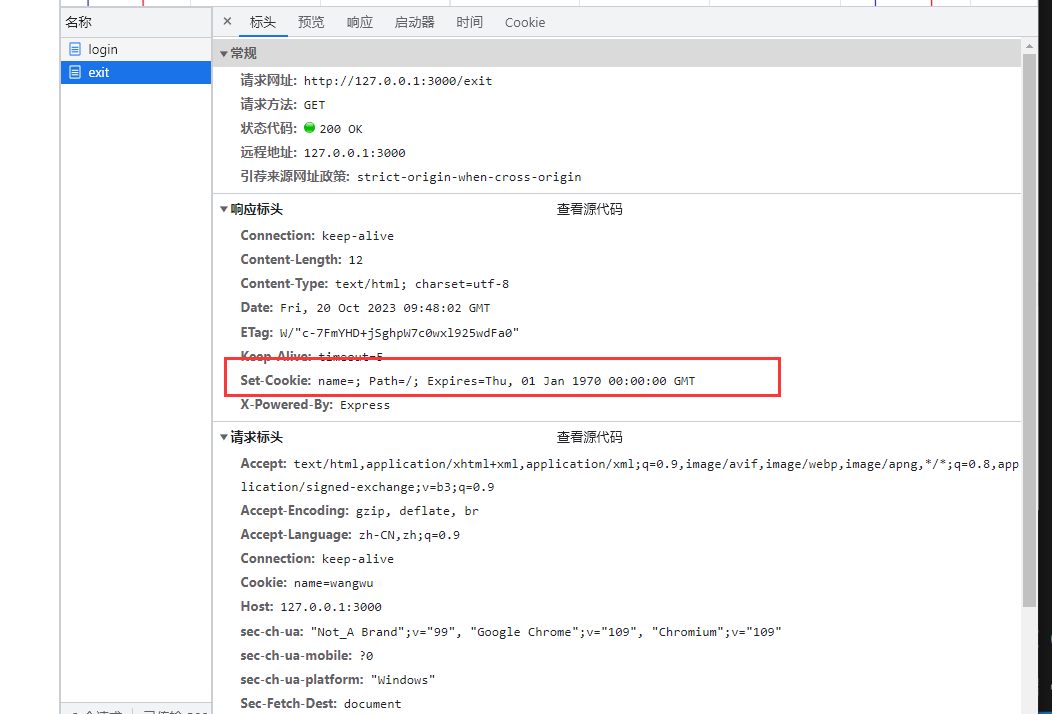 名称
login
exit
× 标头 预览 响应 启动器 时间 Cookie
常规
请求网址: http://127.0.0.1:3000/exit
请求方法: GET
状态代码: 200 OK
远程地址: 127.0.0.1:3000
引荐来源网址政策: strict-origin-when-cross-origin
响应标头 查看源代码
Connection: keep-alive
Content-Length: 12
Content-Type: text/html; charset=utf-8
Date: Fri, 20 Oct 2023 09:48:02 GMT
ETag: W/"c-7FmYHD+jSghpW7c0wxl925wdFa0"
Keep-Alive: timeout=5
Set-Cookie: name=; Path=/; Expires=Thu, 01 Jan 1970 00:00:00 GMT
X-Powered-By: Express
请求标头 查看源代码
Accept: text/html,application/xhtml+xml,application/xml;q=0.9,image/avif,image/webp,image/apng,*/*;q=0.8,app
lication/signed-exchange;v=b3;q=0.9
Accept-Encoding: gzip, deflate, br
Accept-Language: zh-CN,zh;q=0.9
Connection: keep-alive
Cookie: name=wangwu
Host: 127.0.0.1:3000
sec-ch-ua: "Not_A Brand";v="99", "Google Chrome";v="109", "Chromium";v="109"
sec-ch-ua-mobile: ?0
sec-ch-ua-platform: "Windows"
Sec-Fetch-Dest: document